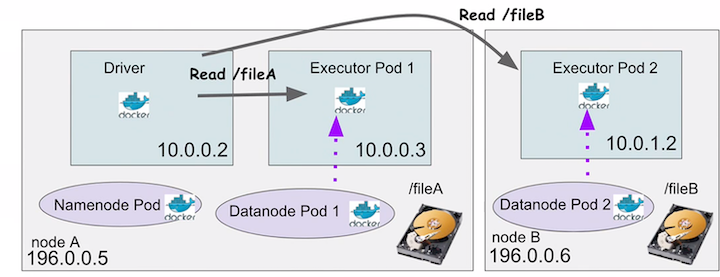 Read /fileB
Driver
docker
10.0.0.2
Read /fileA
Executor Pod 1
docker
10.0.0.3
Executor Pod 2
docker
10.0.1.2
Namenode Pod
docker
Datanode Pod 1
docker
/fileA
Datanode Pod 2
docker
/fileB
node A
196.0.0.5
node B
196.0.0.6